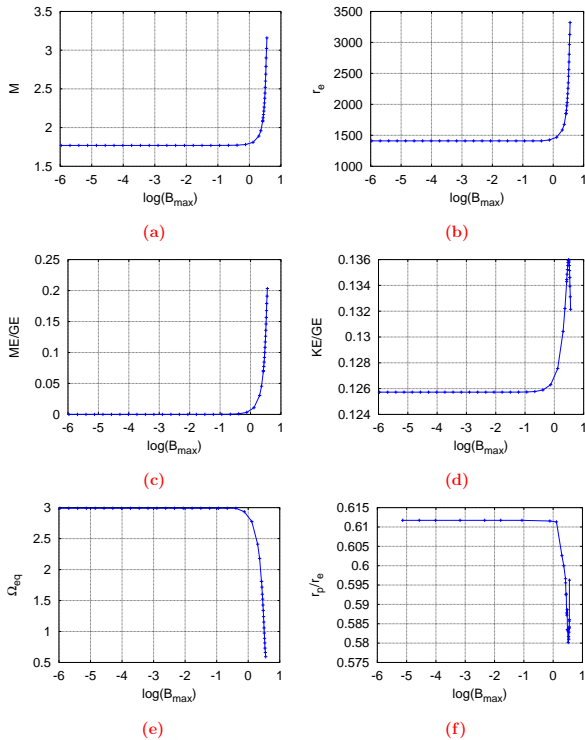 3.5
3
2.5
2
1.5
M
-6 -5 -4 -3 -2 -1 0 1
log(B_max)
(a)
3500
3000
2500
2000
1500
1000
r_e
-6 -5 -4 -3 -2 -1 0 1
log(B_max)
(b)
0.25
0.2
0.15
0.1
0.05
0
ME/GE
-6 -5 -4 -3 -2 -1 0 1
log(B_max)
(c)
0.136
0.134
0.132
0.13
0.128
0.126
0.124
KE/GE
-6 -5 -4 -3 -2 -1 0 1
log(B_max)
(d)
3
2.5
2
1.5
1
0.5
Ω_eq
-6 -5 -4 -3 -2 -1 0 1
log(B_max)
(e)
0.615
0.61
0.605
0.6
0.595
0.59
0.585
0.58
0.575
r_p/r_e
-6 -5 -4 -3 -2 -1 0 1
log(B_max)
(f)